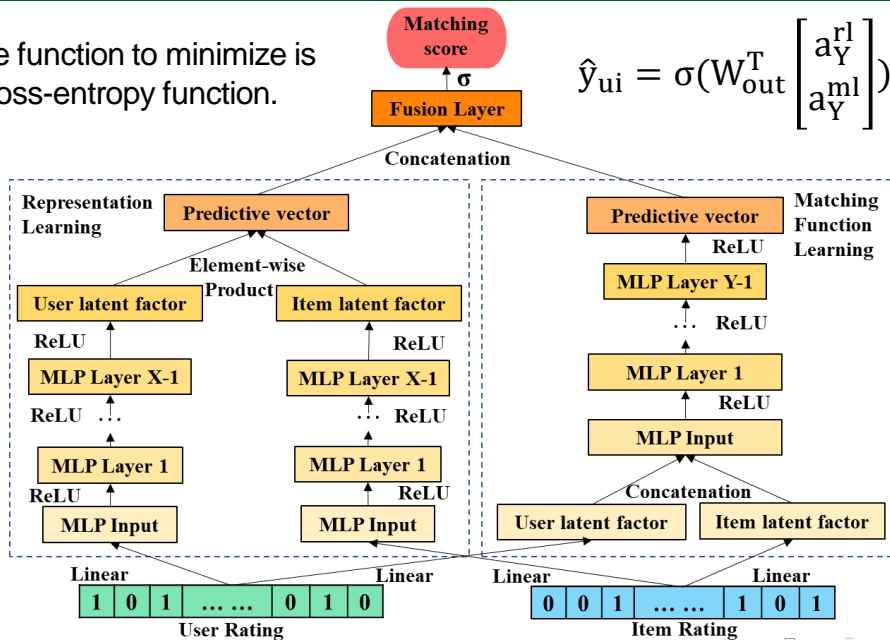 e function to minimize is
oss-entropy function.
Matching
score
σ
ŷui = σ(WoutT [aYrl aYml])
Fusion Layer
Concatenation
Representation
Learning
Predictive vector
Element-wise
Product
User latent factor
Item latent factor
ReLU
ReLU
MLP Layer X-1
MLP Layer X-1
ReLU ...
... ReLU
MLP Layer 1
MLP Layer 1
ReLU
ReLU
MLP Input
MLP Input
Matching
Function
Learning
Predictive vector
ReLU
MLP Layer Y-1
... ReLU
MLP Layer 1
ReLU
MLP Input
Concatenation
User latent factor
Item latent factor
Linear
Linear
Linear
Linear
1 0 1 ... ... 0 1 0
User Rating
0 0 1 ... ... 1 0 1
Item Rating